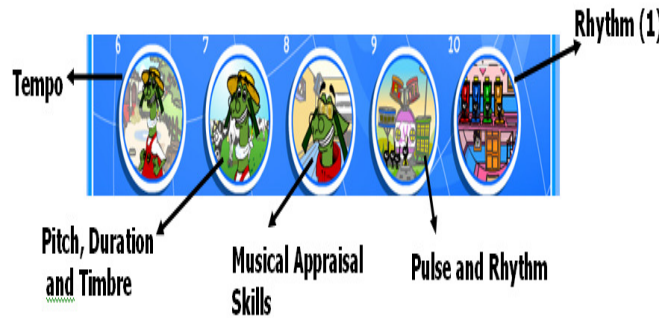 Rhythm (1)
6 7 8 9 10
Tempo
Pitch, Duration
and Timbre
Musical Appraisal
Skills
Pulse and Rhythm